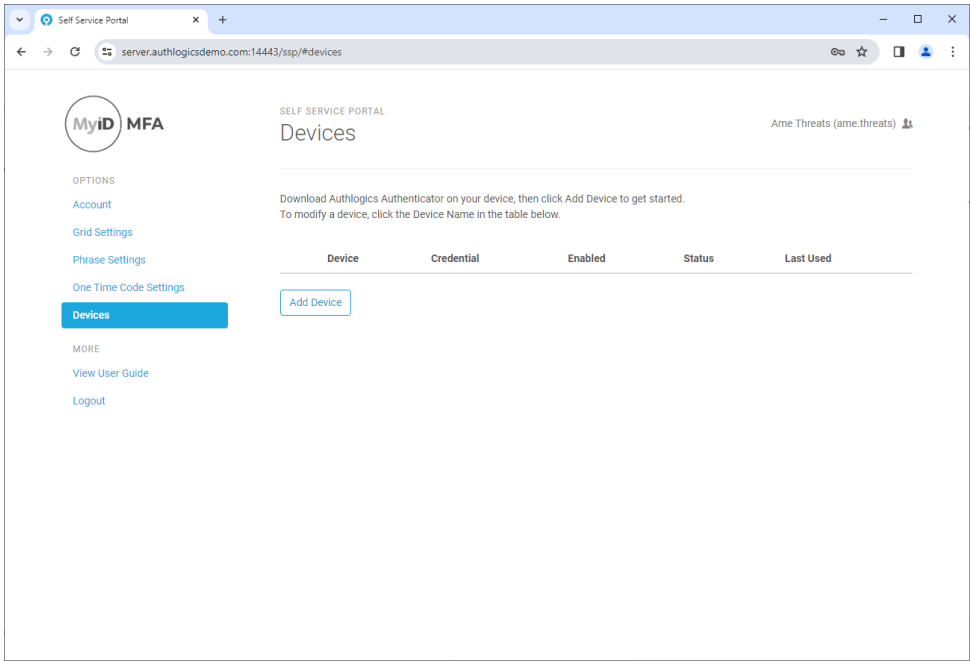 Self Service Portal
server.authlogicsdemo.com:14443/ssp/#devices
MyiD MFA
SELF SERVICE PORTAL
Devices
Ame Threats (ame.threats)
OPTIONS
Account
Grid Settings
Phrase Settings
One Time Code Settings
Devices
MORE
View User Guide
Logout
Download Authlogics Authenticator on your device, then click Add Device to get started.
To modify a device, click the Device Name in the table below.
Device Credential Enabled Status Last Used
Add Device